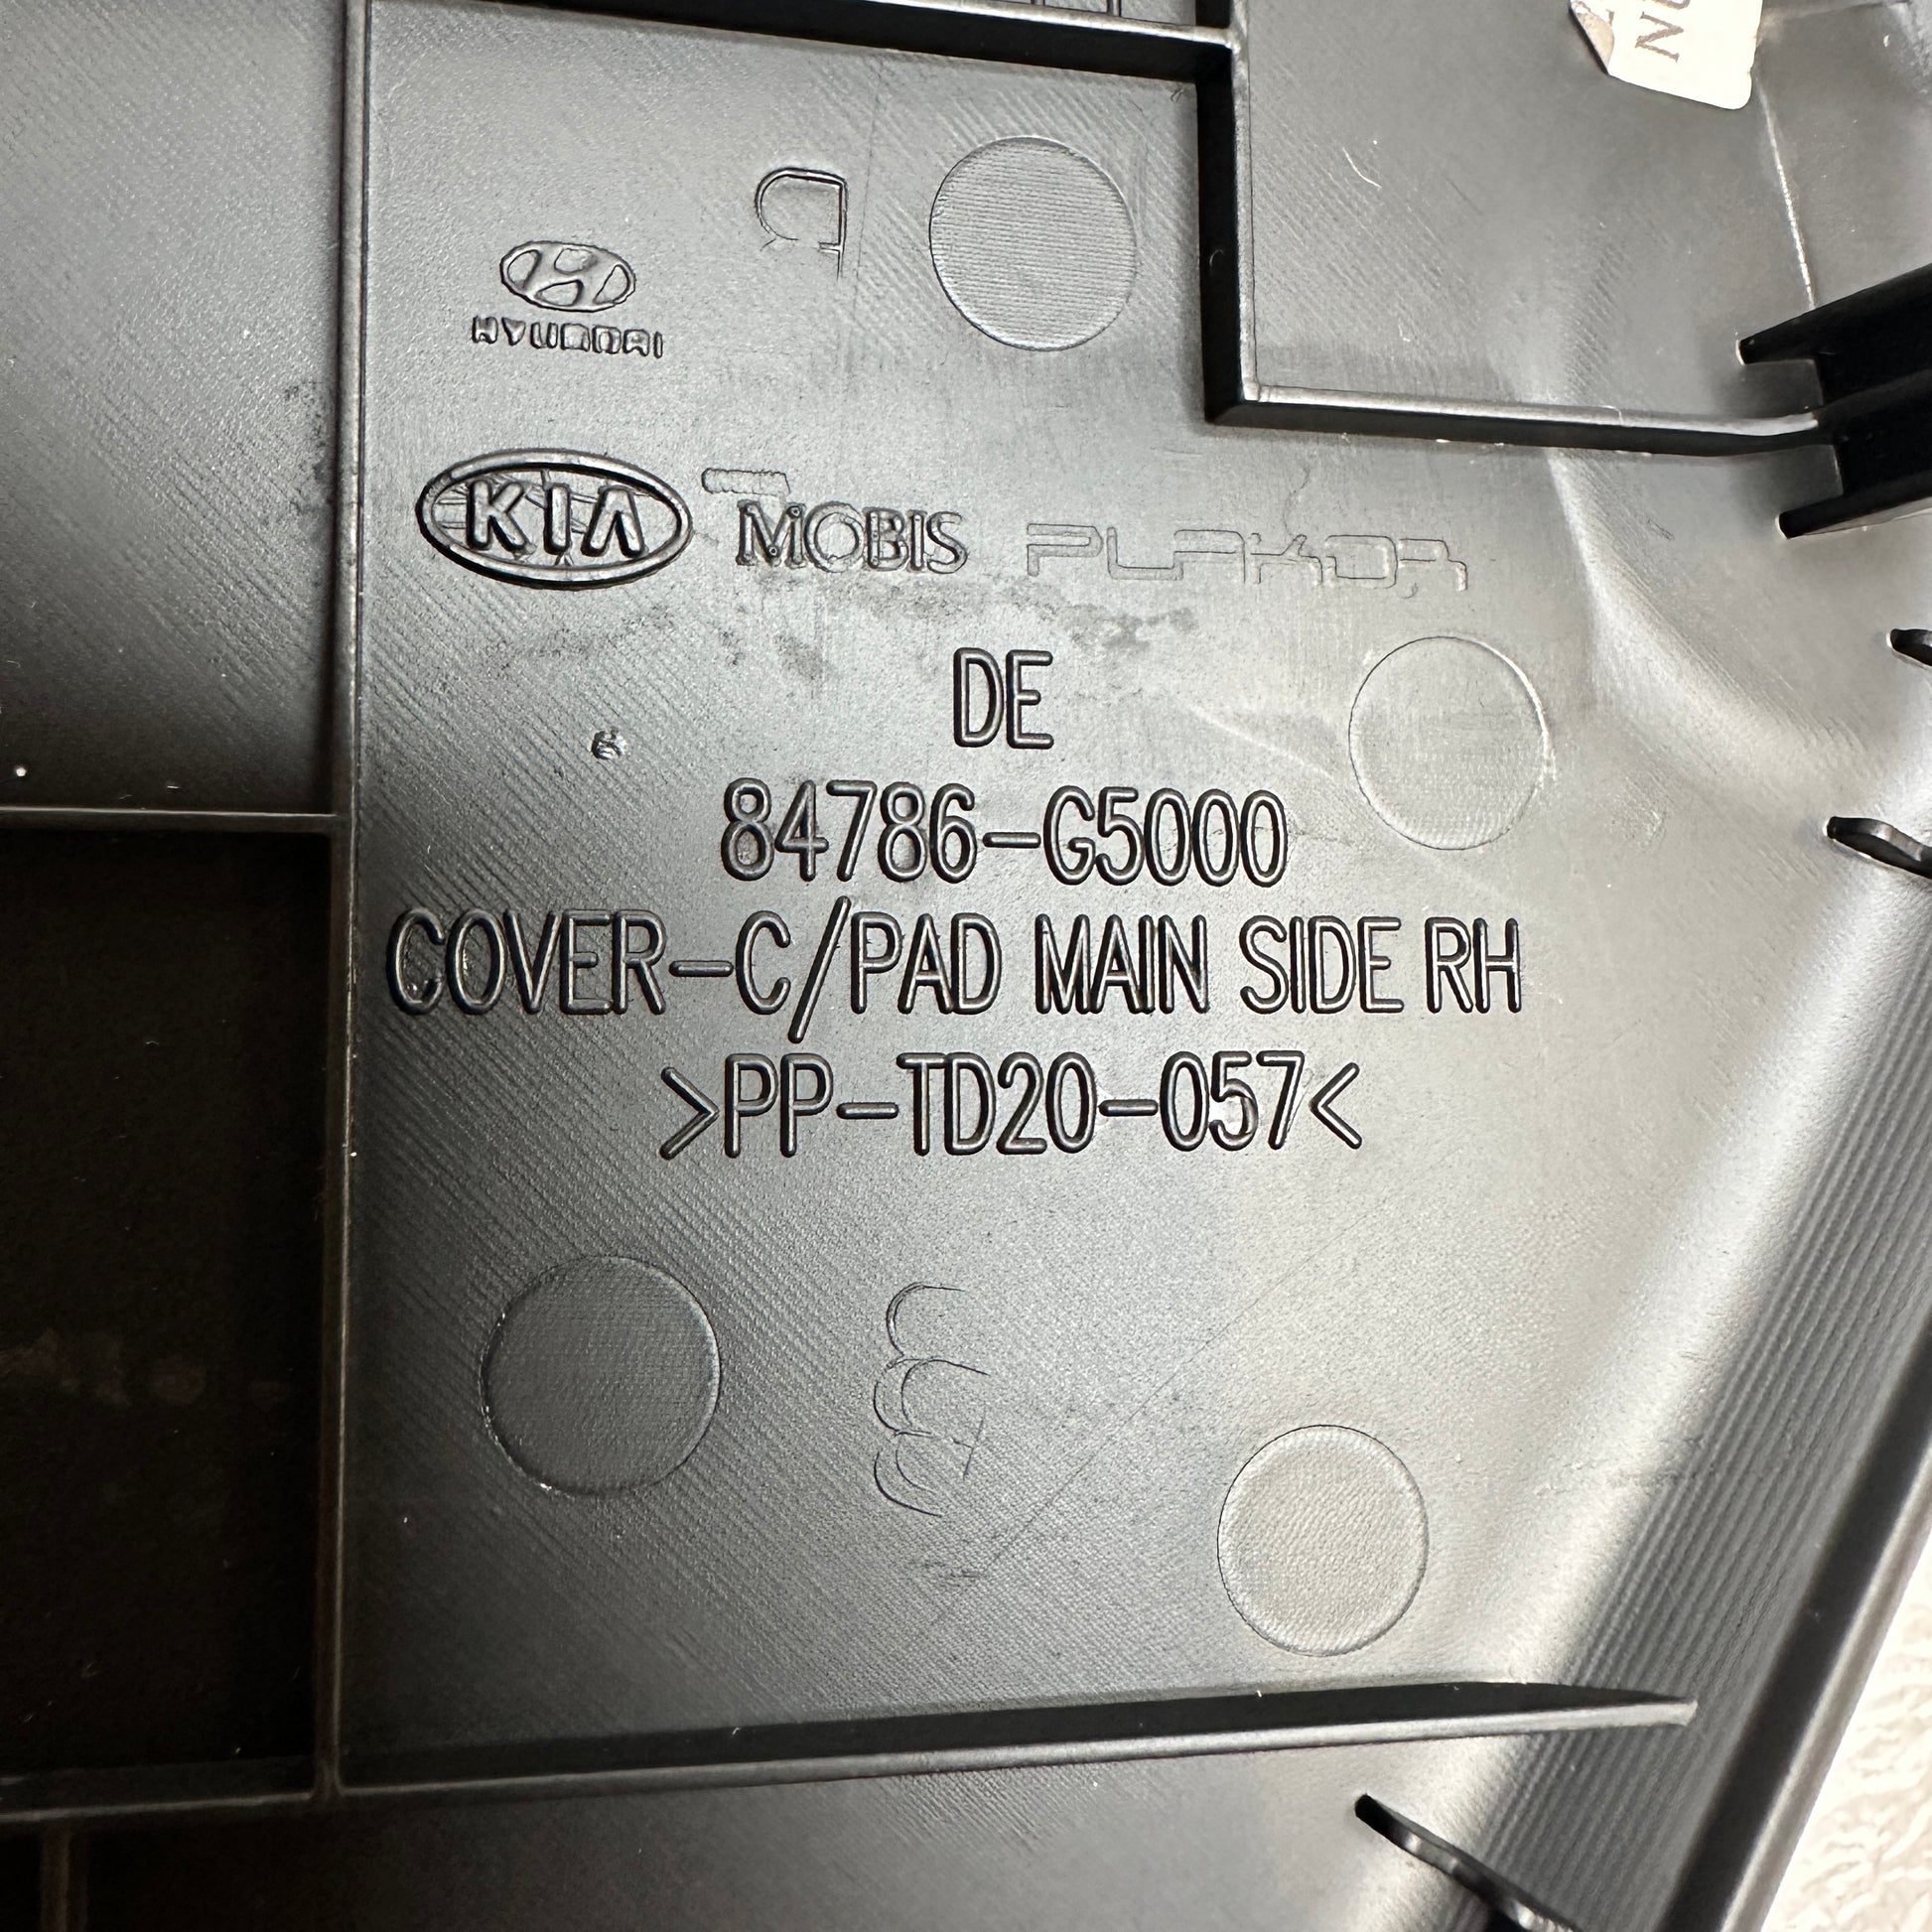 HYUNDAI
KIA MOBIS PLAKOR
DE
84786-G5000
COVER-C/PAD MAIN SIDE RH
>PP-TD20-057<